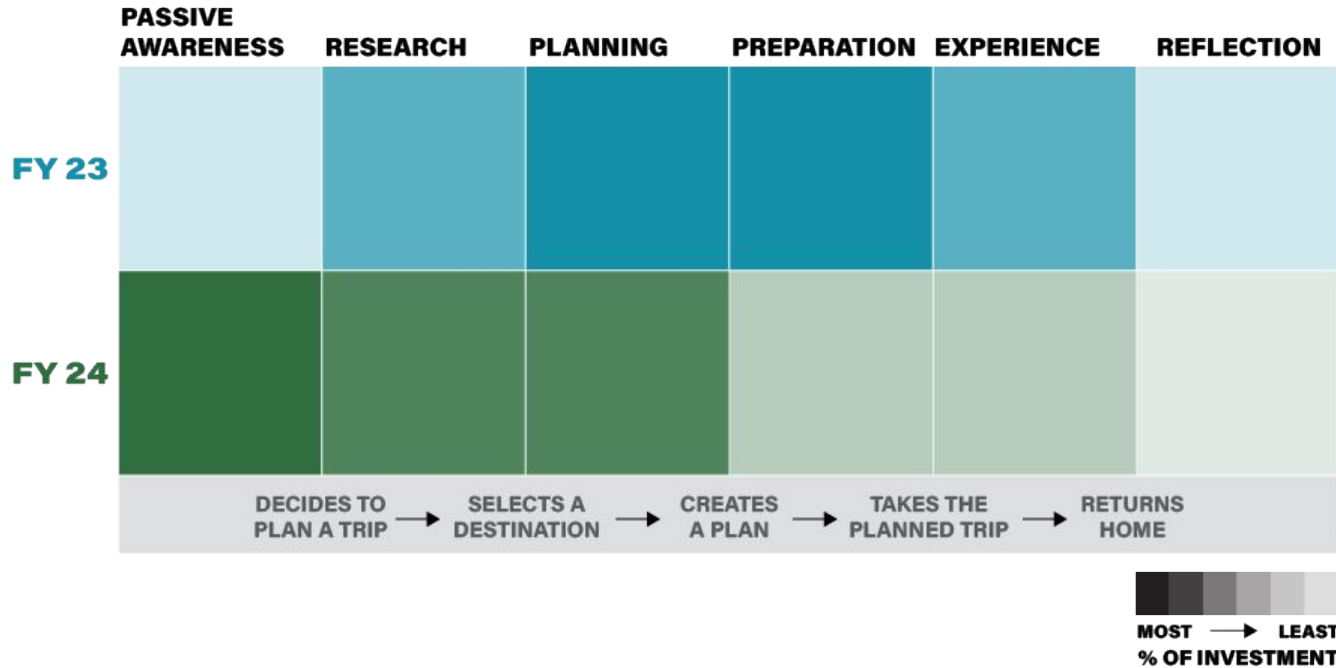 PASSIVE
AWARENESS RESEARCH PLANNING PREPARATION EXPERIENCE REFLECTION
FY 23
FY 24
DECIDES TO
PLAN A TRIP
SELECTS A
DESTINATION
CREATES
A PLAN
TAKES THE
PLANNED TRIP
RETURNS
HOME
MOST LEAST
% OF INVESTMENT